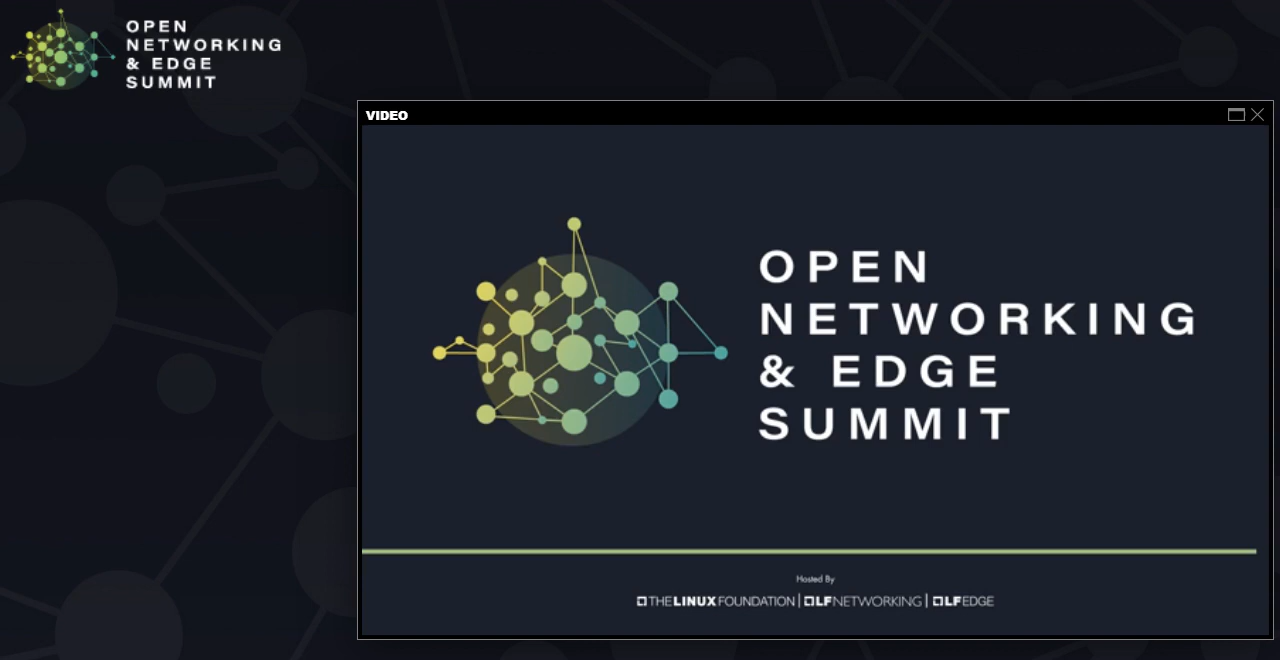 OPEN
NETWORKING
& EDGE
SUMMIT
VIDEO
OPEN
NETWORKING
& EDGE
SUMMIT
Hosted By
THE LINUX FOUNDATION | LF NETWORKING | LF EDGE